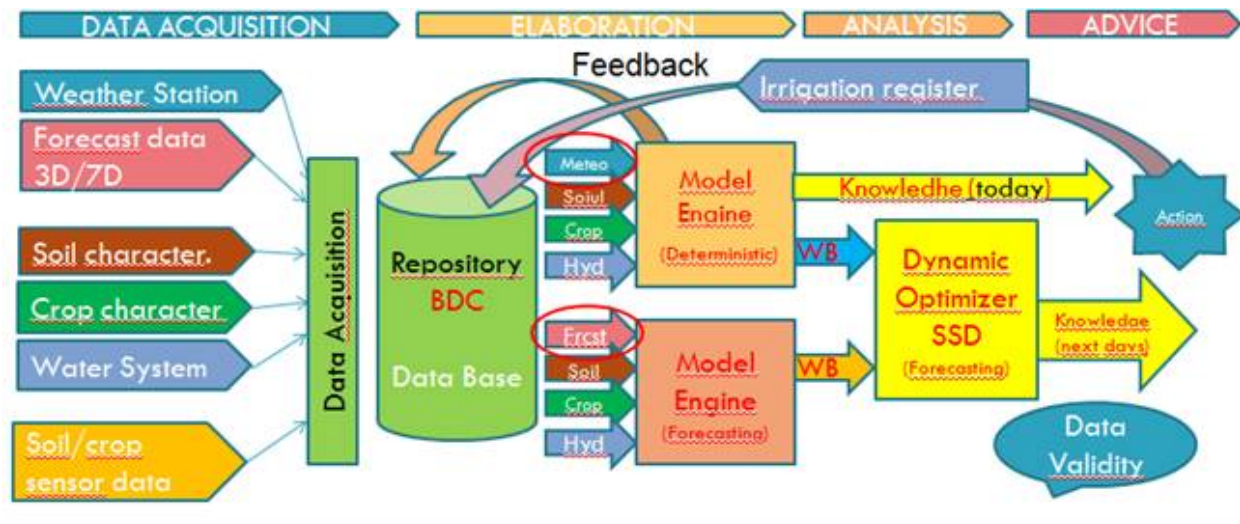 DATA ACQUISITION
ELABORATION
ANALYSIS
ADVICE
Feedback
Weather Station
Irrigation register
Forecast data
3D/7D
Soil character.
Crop character
Water System
Soil/crop
sensor data
Data Acquisition
Repository
BDC
Data Base
Meteo
Soiul
Crop
Hyd
Frcst
Soil
Crop
Hyd
Model
Engine
(Deterministic)
Model
Engine
(Forecasting)
Knowledhe (today)
WB
WB
Dynamic
Optimizer
SSD
(Forecasting)
Action
Knowledae
(next davs)
Data
Validity